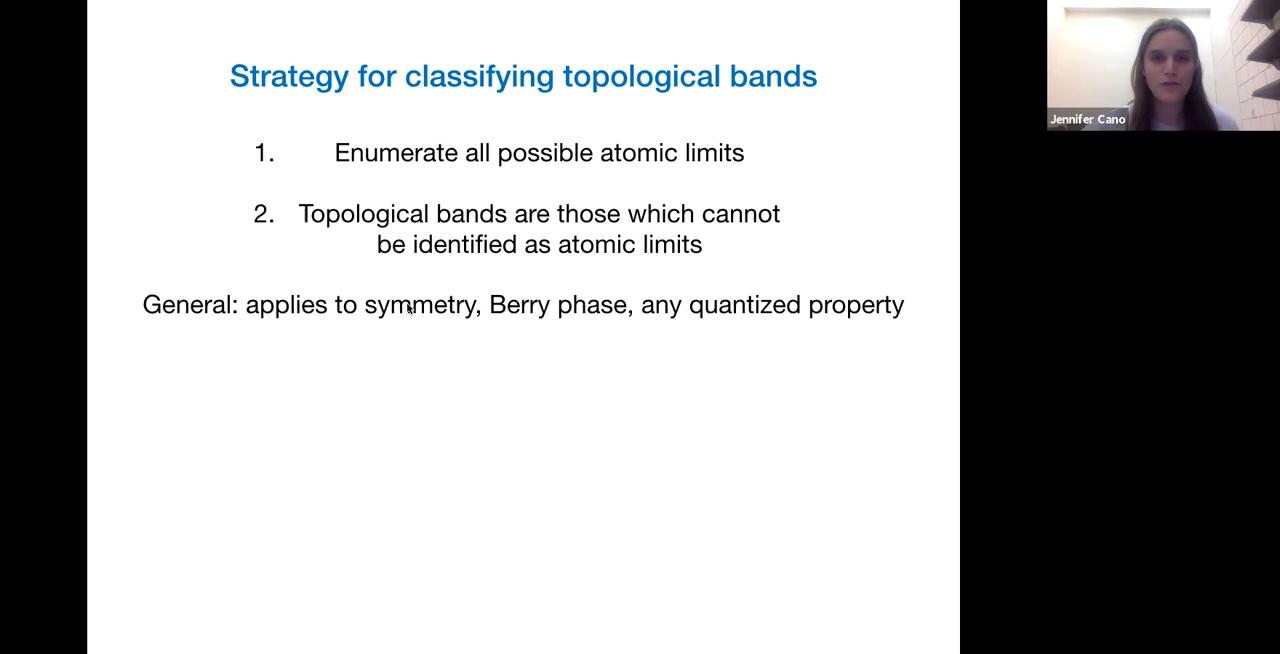 Strategy for classifying topological bands
1. Enumerate all possible atomic limits
2. Topological bands are those which cannot
be identified as atomic limits
General: applies to symmetry, Berry phase, any quantized property
Jennifer Cano